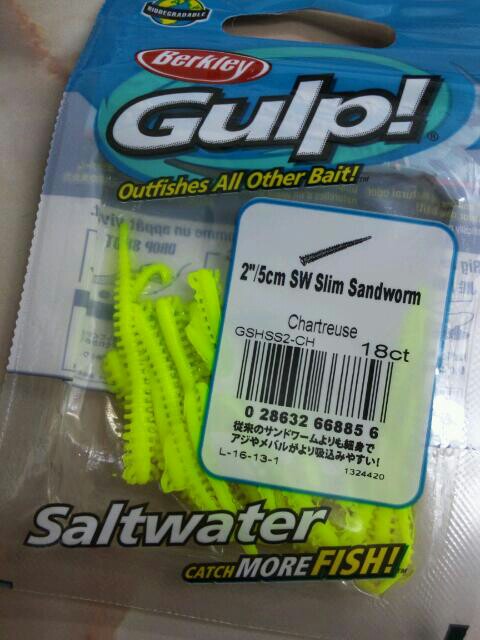 BIODEGRADABLE
Berkley
Gulp!
®
Outfishes All Other Bait!™
2"/5cm SW Slim Sandworm
Chartreuse
GSHSS2-CH
18ct
0 28632 66885 6
従来のサンドワームよりも細身で
アジやメバルがより吸込みやすい!
L-16-13-1
1324420
Saltwater
CATCH MORE FISH!™